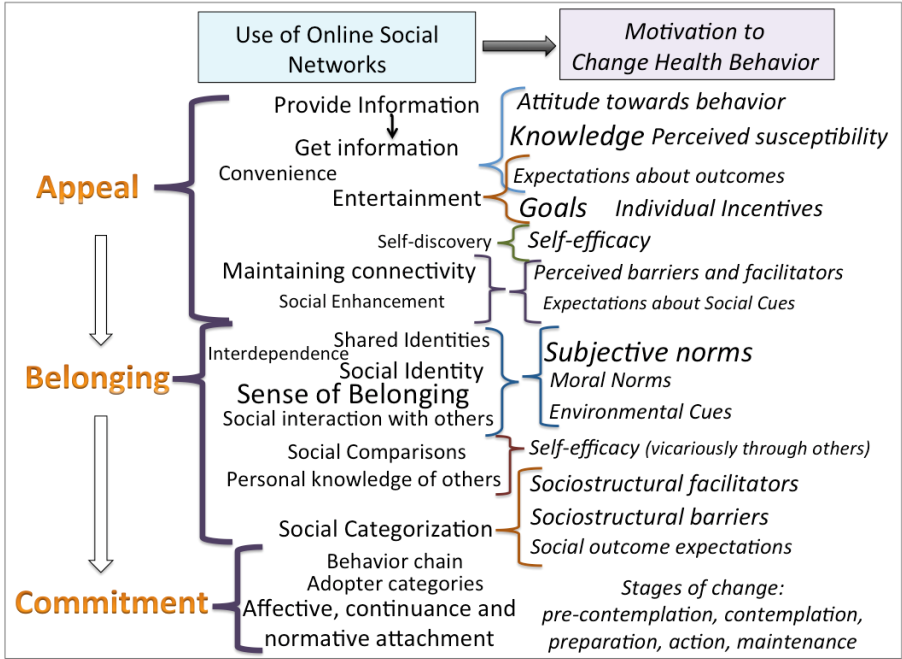 Use of Online Social
Networks
Motivation to
Change Health Behavior
Appeal
Provide Information
Get information
Convenience
Entertainment
Self-discovery
Maintaining connectivity
Social Enhancement
Attitude towards behavior
Knowledge Perceived susceptibility
Expectations about outcomes
Goals Individual Incentives
Self-efficacy
Perceived barriers and facilitators
Expectations about Social Cues
Belonging
Shared Identities
Interdependence
Social Identity
Sense of Belonging
Social interaction with others
Social Comparisons
Personal knowledge of others
Social Categorization
Subjective norms
Moral Norms
Environmental Cues
Self-efficacy (vicariously through others)
Sociostructural facilitators
Sociostructural barriers
Social outcome expectations
Commitment
Behavior chain
Adopter categories
Affective, continuance and
normative attachment
Stages of change:
pre-contemplation, contemplation,
preparation, action, maintenance